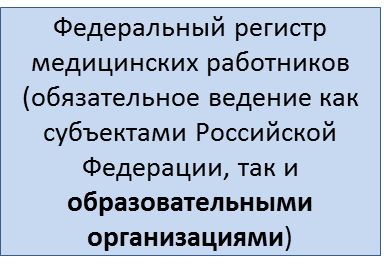 Федеральный регистр
медицинских работников
(обязательное ведение как
субъектами Российской
Федерации, так и
образовательными
организациями)